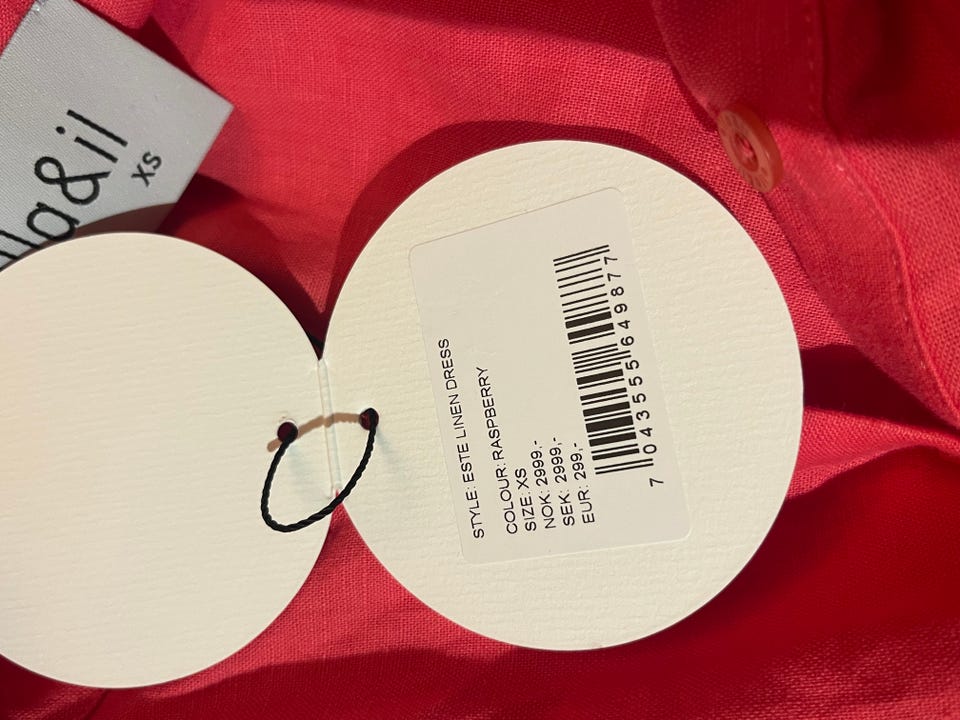 la&il
XS
STYLE: ESTE LINEN DRESS
COLOUR: RASPBERRY
SIZE: XS
NOK: 2999,-
SEK: 2999,-
EUR: 299,-
7 043555 649877